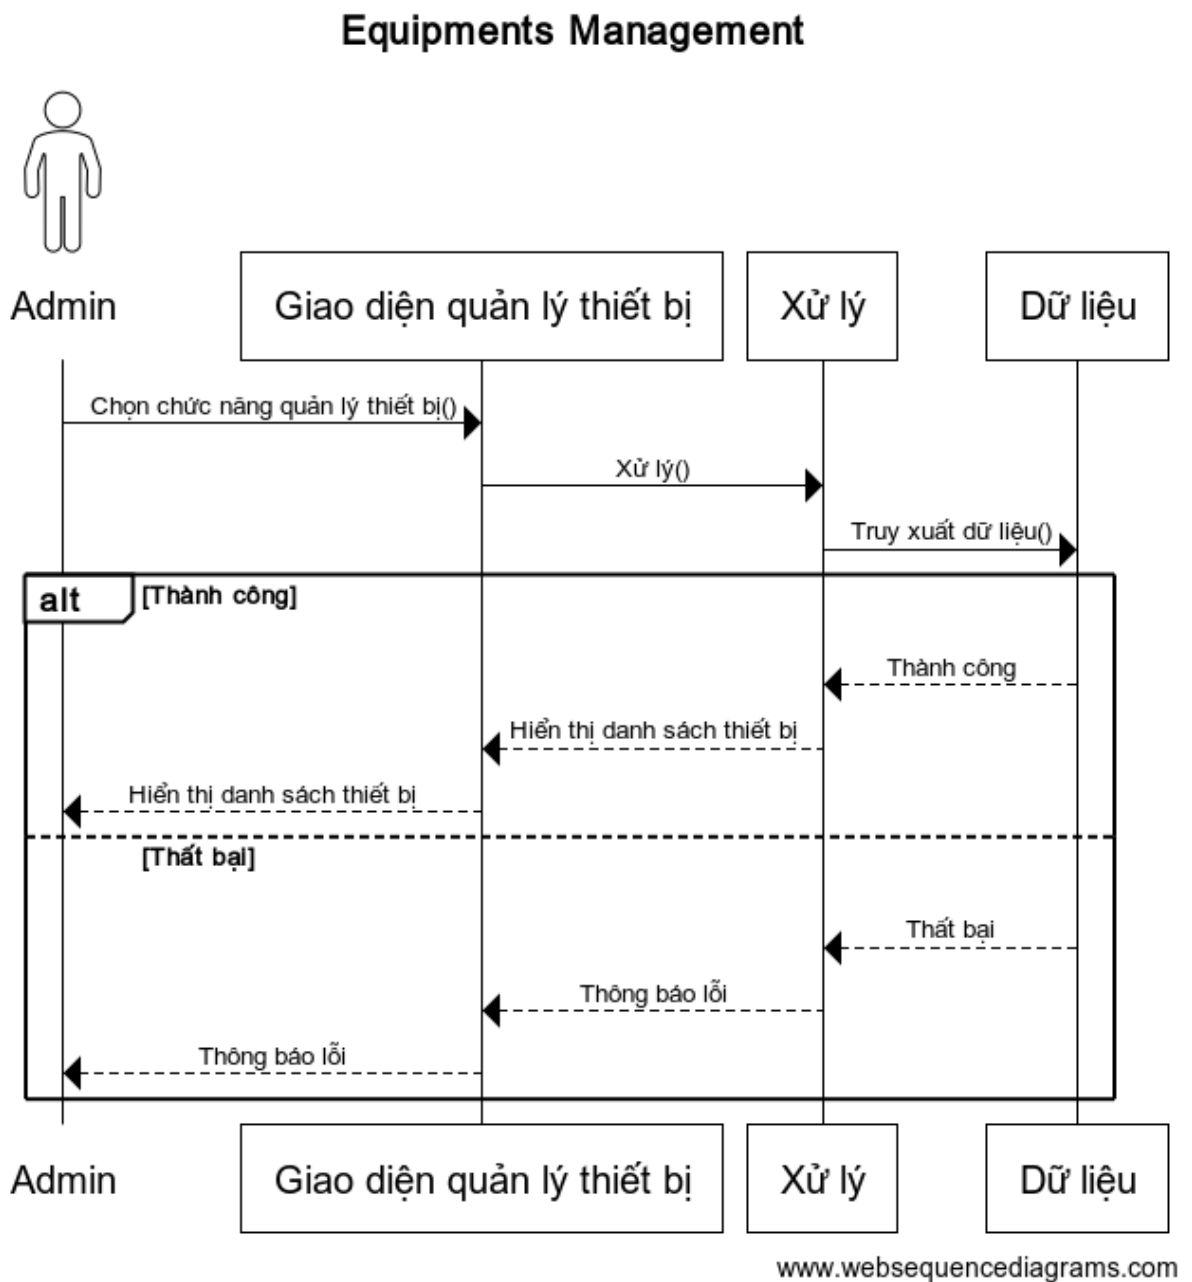 Equipments Management
Admin
Giao diện quản lý thiết bị
Xử lý
Dữ liệu
Chọn chức năng quản lý thiết bị()
Xử lý()
Truy xuất dữ liệu()
alt
[Thành công]
Thành công
Hiển thị danh sách thiết bị
Hiển thị danh sách thiết bị
[Thất bại]
Thất bại
Thông báo lỗi
Thông báo lỗi
Admin
Giao diện quản lý thiết bị
Xử lý
Dữ liệu
www.websequencediagrams.com